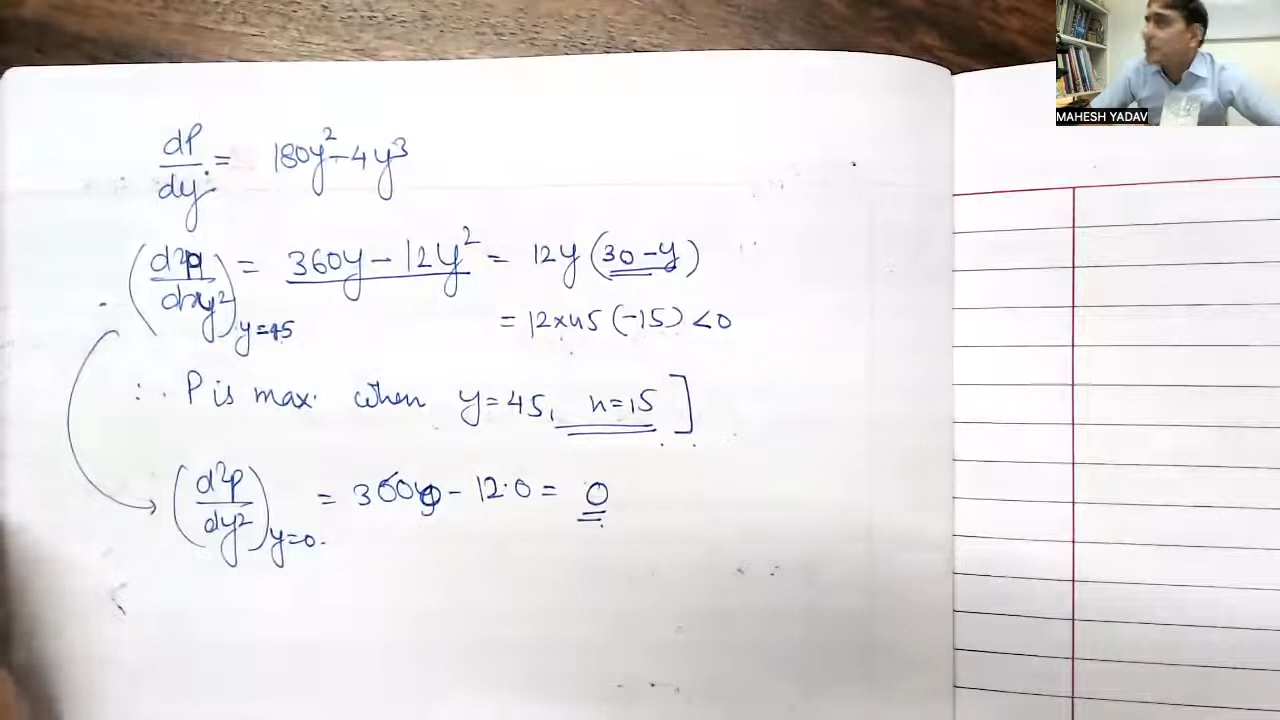 MAHESH YADAV
dP/dy = 180y² - 4y³
(d²p/dy²)y=45 = 360y - 12y² = 12y (30 - y)
= 12×45 (-15) < 0
∴ P is max. when y = 45, x = 15 ]
(d²p/dy²)y=0. = 360·0 - 12·0 = 0